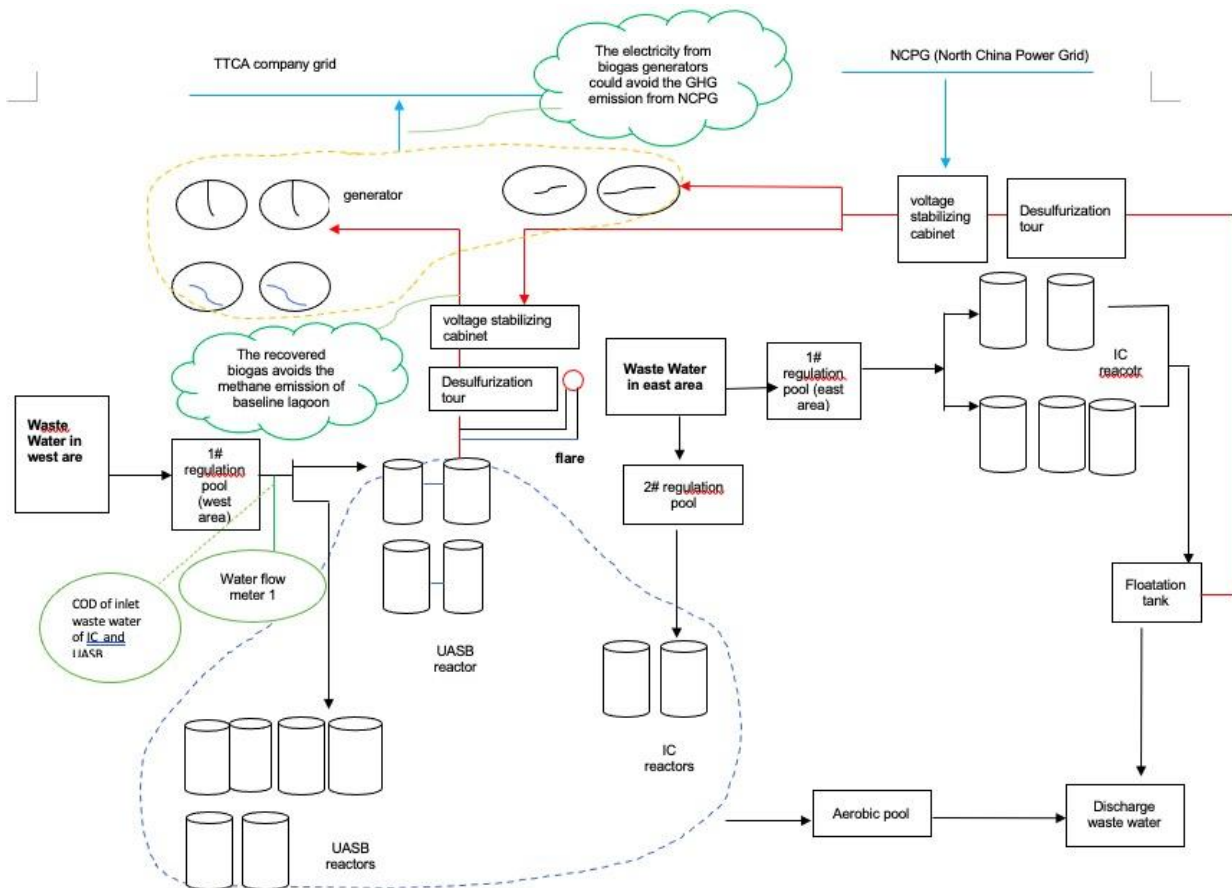 TTCA company grid
The electricity from
biogas generators
could avoid the GHG
emission from NCPG
NCPG (North China Power Grid)
generator
voltage
stabilizing
cabinet
Desulfurization
tour
The recovered
biogas avoids the
methane emission of
baseline lagoon
voltage stabilizing
cabinet
Desulfurization
tour
flare
Waste Water
in east area
1#
regulation
pool (east
area)
IC
reacotr
Waste
Water in
west are
1#
regulation
pool
(west
area)
2# regulation
pool
Water flow
meter 1
COD of inlet
waste water
of IC and
UASB
UASB
reactor
Floatation
tank
IC
reactors
UASB
reactors
Aerobic pool
Discharge
waste water